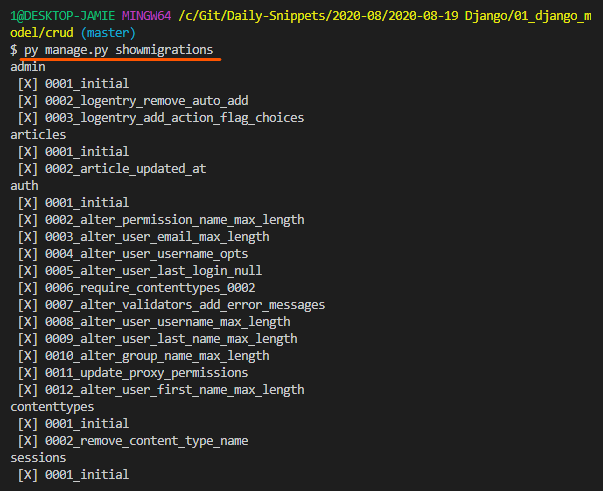 1@DESKTOP-JAMIE MINGW64 /c/Git/Daily-Snippets/2020-08/2020-08-19 Django/01_django_m
odel/crud (master)
$ py manage.py showmigrations
admin
 [X] 0001_initial
 [X] 0002_logentry_remove_auto_add
 [X] 0003_logentry_add_action_flag_choices
articles
 [X] 0001_initial
 [X] 0002_article_updated_at
auth
 [X] 0001_initial
 [X] 0002_alter_permission_name_max_length
 [X] 0003_alter_user_email_max_length
 [X] 0004_alter_user_username_opts
 [X] 0005_alter_user_last_login_null
 [X] 0006_require_contenttypes_0002
 [X] 0007_alter_validators_add_error_messages
 [X] 0008_alter_user_username_max_length
 [X] 0009_alter_user_last_name_max_length
 [X] 0010_alter_group_name_max_length
 [X] 0011_update_proxy_permissions
 [X] 0012_alter_user_first_name_max_length
contenttypes
 [X] 0001_initial
 [X] 0002_remove_content_type_name
sessions
 [X] 0001_initial